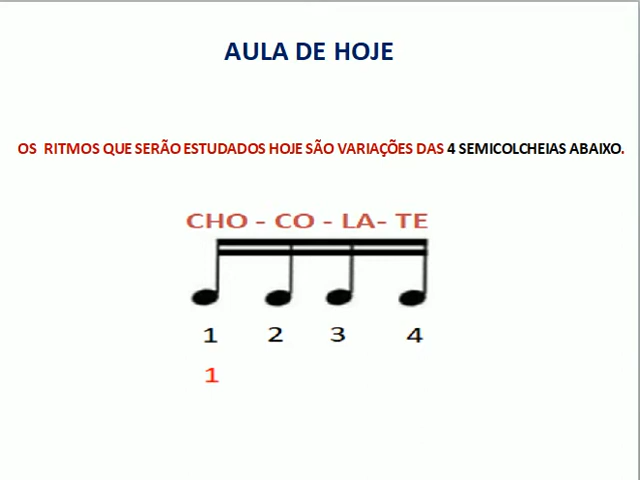 AULA DE HOJE
OS RITMOS QUE SERÃO ESTUDADOS HOJE SÃO VARIAÇÕES DAS 4 SEMICOLCHEIAS ABAIXO.
CHO - CO - LA- TE
1 2 3 4
1